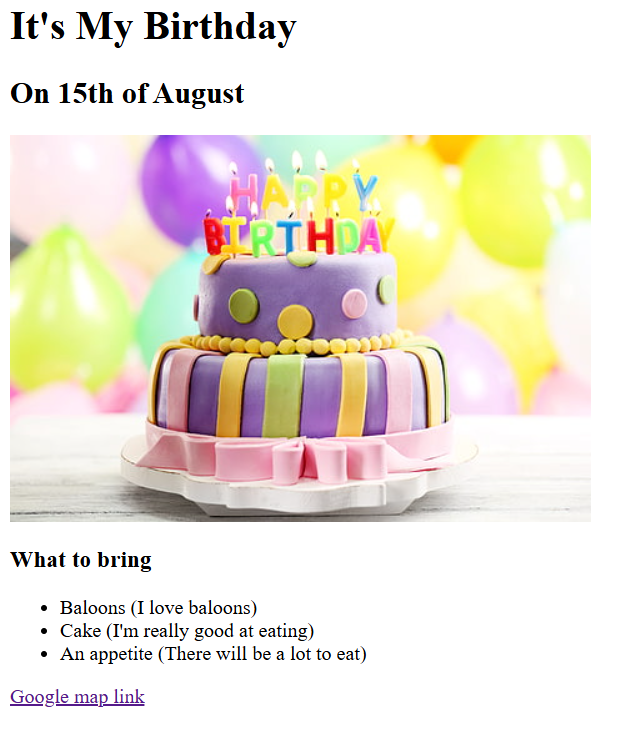 It's My Birthday
On 15th of August
HAPPY
BIRTHDAY
What to bring
Baloons (I love baloons)
Cake (I'm really good at eating)
An appetite (There will be a lot to eat)
Google map link